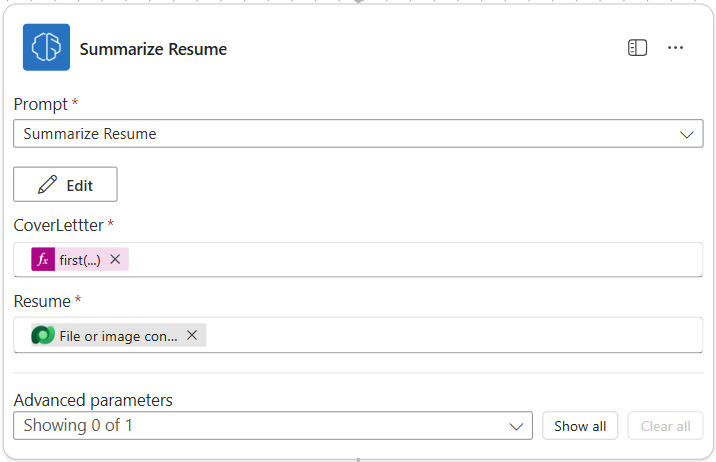 Summarize Resume
Prompt *
Summarize Resume
Edit
CoverLettter *
fx first(...)
Resume *
File or image con...
Advanced parameters
Showing 0 of 1 Show all Clear all